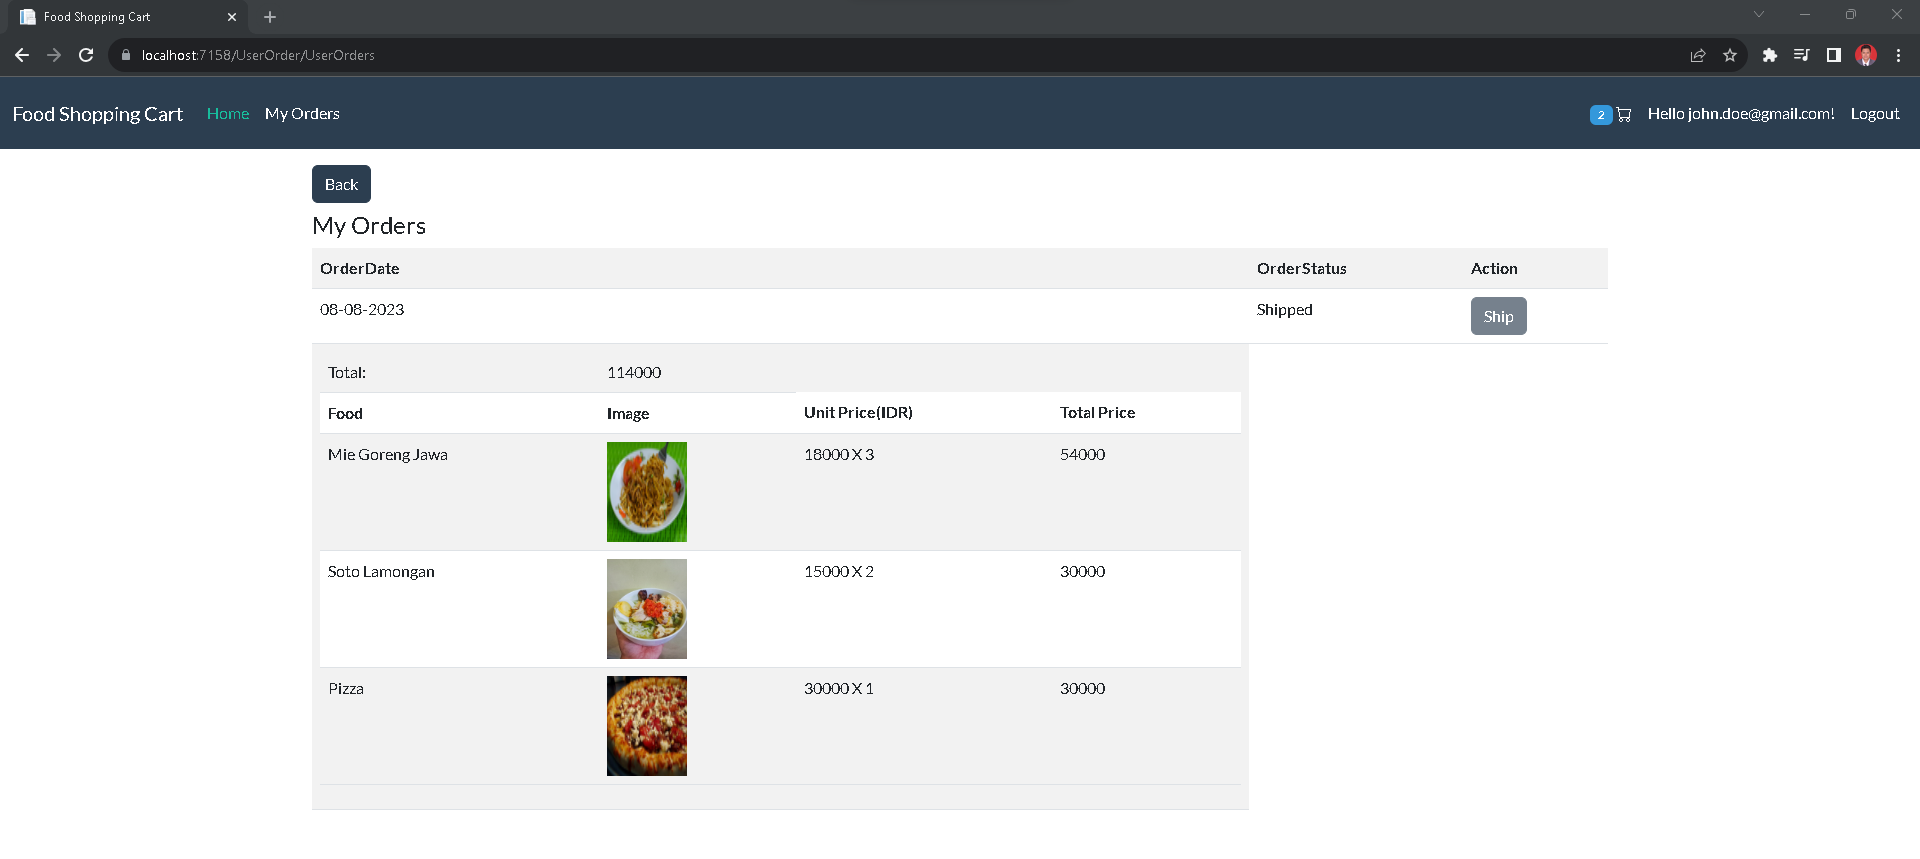 Food Shopping Cart
localhost:7158/UserOrder/UserOrders
Food Shopping Cart Home My Orders 2 Hello john.doe@gmail.com! Logout
Back
My Orders
OrderDate OrderStatus Action
08-08-2023 Shipped Ship
Total: 114000
Food Image Unit Price(IDR) Total Price
Mie Goreng Jawa 18000 X 3 54000
Soto Lamongan 15000 X 2 30000
Pizza 30000 X 1 30000